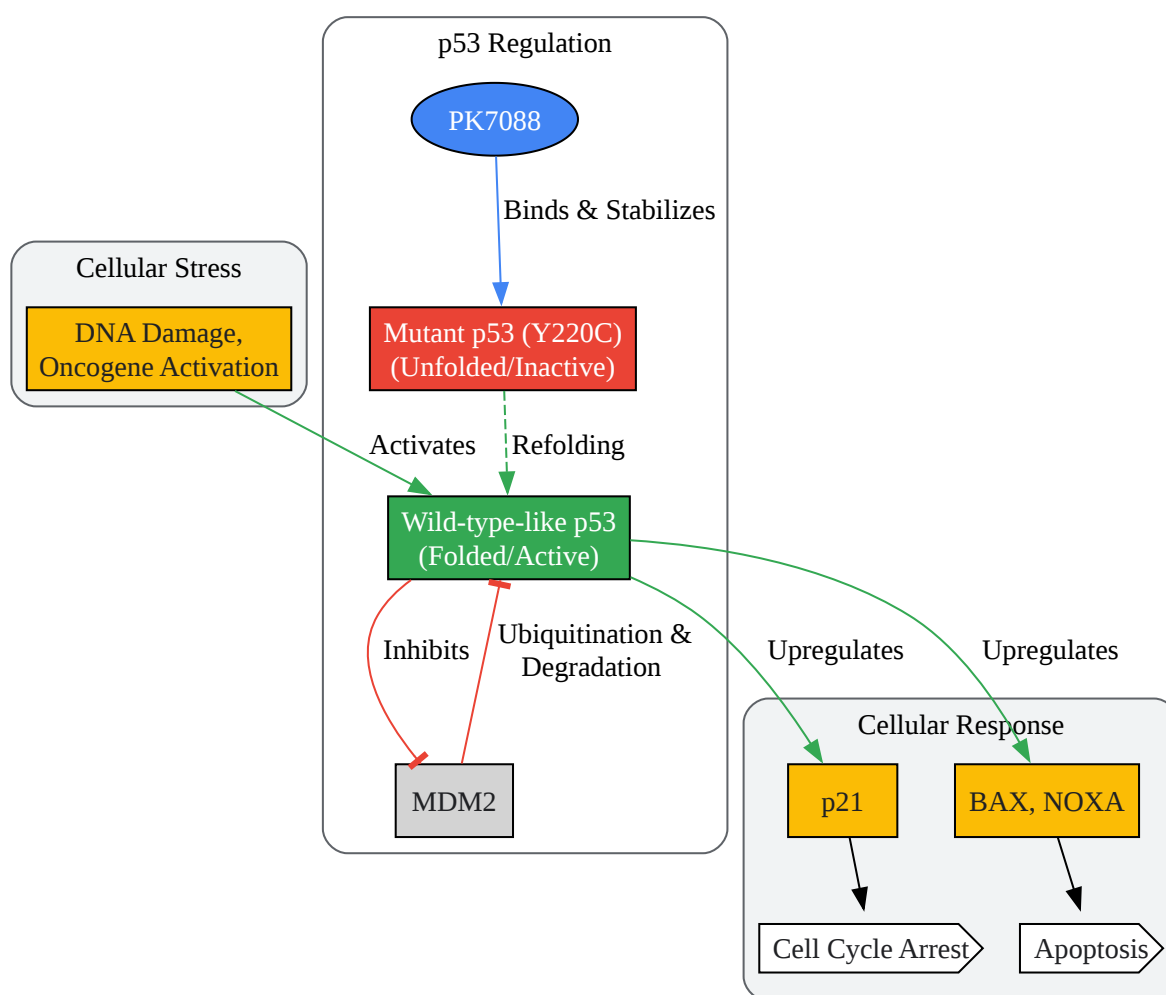 p53 Regulation
PK7088
Binds & Stabilizes
Cellular Stress
DNA Damage,
Oncogene Activation
Mutant p53 (Y220C)
(Unfolded/Inactive)
Activates
Refolding
Wild-type-like p53
(Folded/Active)
Inhibits
Ubiquitination &
Degradation
Upregulates
Upregulates
Cellular Response
MDM2
p21
BAX, NOXA
Cell Cycle Arrest
Apoptosis